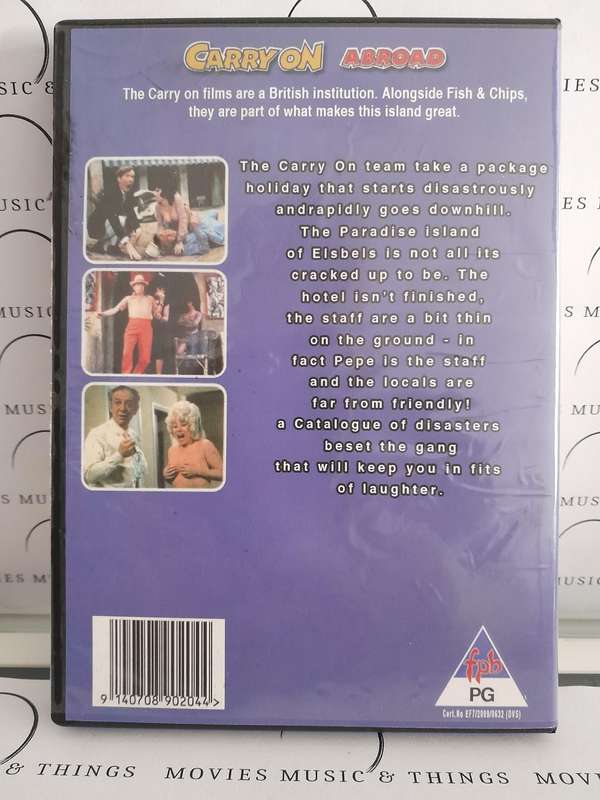 CARRY ON ABROAD
The Carry on films are a British institution. Alongside Fish & Chips,
they are part of what makes this island great.
The Carry On team take a package
holiday that starts disastrously
andrapidly goes downhill.
The Paradise island
of Elsbels is not all its
cracked up to be. The
hotel isn't finished,
the staff are a bit thin
on the ground - in
fact Pepe is the staff
and the locals are
far from friendly!
a Catalogue of disasters
beset the gang
that will keep you in fits
of laughter.
9 140708 902044 >
fpb
PG
& THINGS MOVIES MUSIC & THINGS MOV